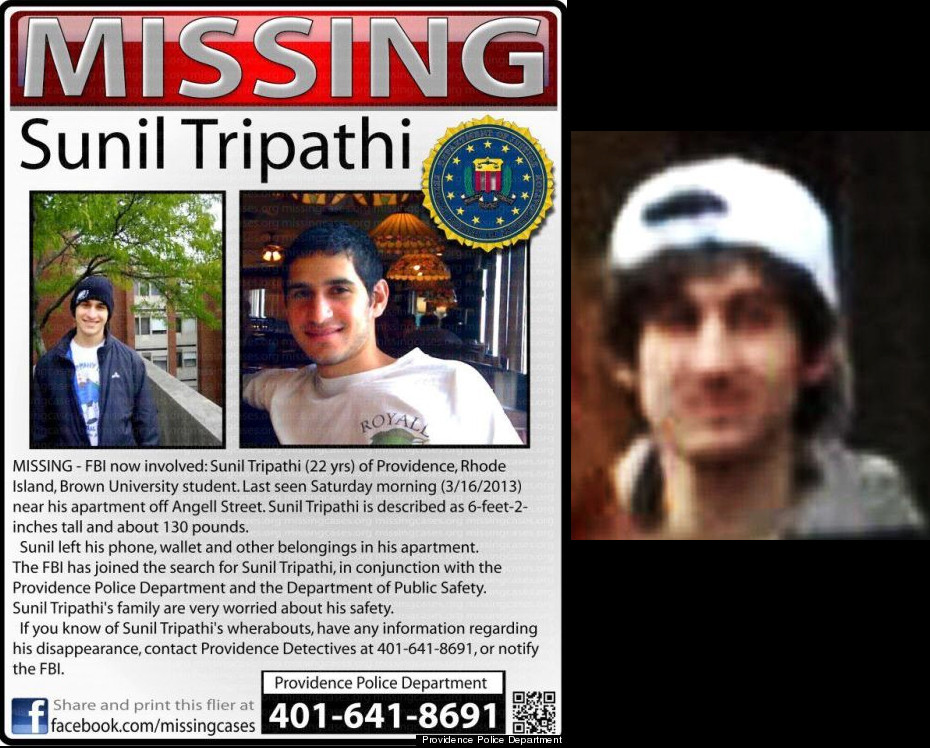 MISSING
Sunil Tripathi
ROYALL
MISSING - FBI now involved: Sunil Tripathi (22 yrs) of Providence, Rhode
Island, Brown University student. Last seen Saturday morning (3/16/2013)
near his apartment off Angell Street. Sunil Tripathi is described as 6-feet-2-
inches tall and about 130 pounds.
Sunil left his phone, wallet and other belongings in his apartment.
The FBI has joined the search for Sunil Tripathi, in conjunction with the
Providence Police Department and the Department of Public Safety.
Sunil Tripathi's family are very worried about his safety.
If you know of Sunil Tripathi's wherabouts, have any information regarding
his disappearance, contact Providence Detectives at 401-641-8691, or notify
the FBI.
Share and print this flier at
facebook.com/missingcases
Providence Police Department
401-641-8691
Providence Police Department